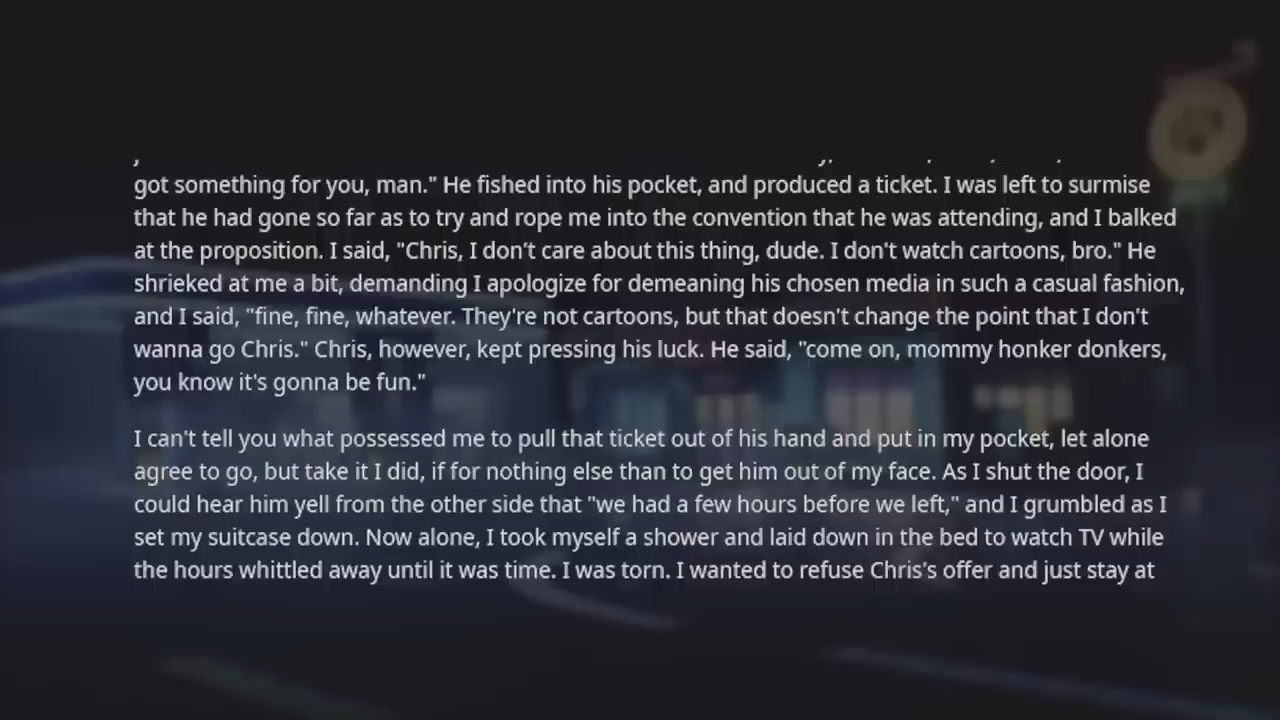 got something for you, man." He fished into his pocket, and produced a ticket. I was left to surmise
that he had gone so far as to try and rope me into the convention that he was attending, and I balked
at the proposition. I said, "Chris, I don't care about this thing, dude. I don't watch cartoons, bro." He
shrieked at me a bit, demanding I apologize for demeaning his chosen media in such a casual fashion,
and I said, "fine, fine, whatever. They're not cartoons, but that doesn't change the point that I don't
wanna go Chris." Chris, however, kept pressing his luck. He said, "come on, mommy honker donkers,
you know it's gonna be fun."
I can't tell you what possessed me to pull that ticket out of his hand and put in my pocket, let alone
agree to go, but take it I did, if for nothing else than to get him out of my face. As I shut the door, I
could hear him yell from the other side that "we had a few hours before we left," and I grumbled as I
set my suitcase down. Now alone, I took myself a shower and laid down in the bed to watch TV while
the hours whittled away until it was time. I was torn. I wanted to refuse Chris's offer and just stay at